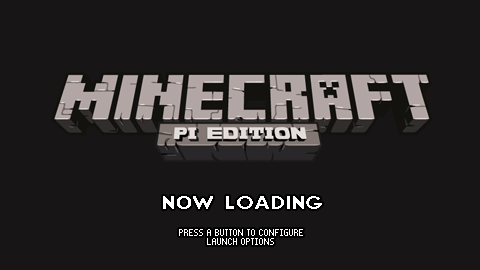 MINECRAFT
PI EDITION
NOW LOADING
PRESS A BUTTON TO CONFIGURE
LAUNCH OPTIONS